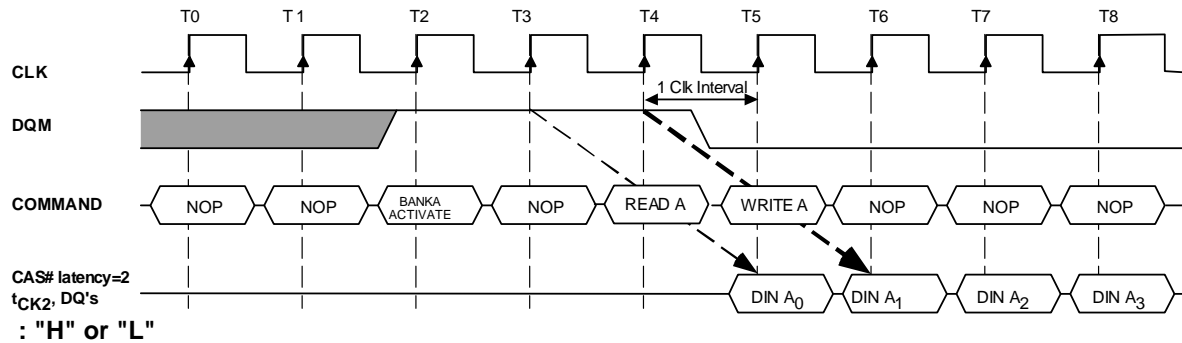 T0 T 1 T2 T3 T4 T5 T6 T7 T8
CLK
1 Clk Interval
DQM
COMMAND NOP NOP BANKA ACTIVATE NOP READ A WRITE A NOP NOP NOP
CAS# latency=2
tCK2, DQ's
DIN A0 DIN A1 DIN A2 DIN A3
: "H" or "L"